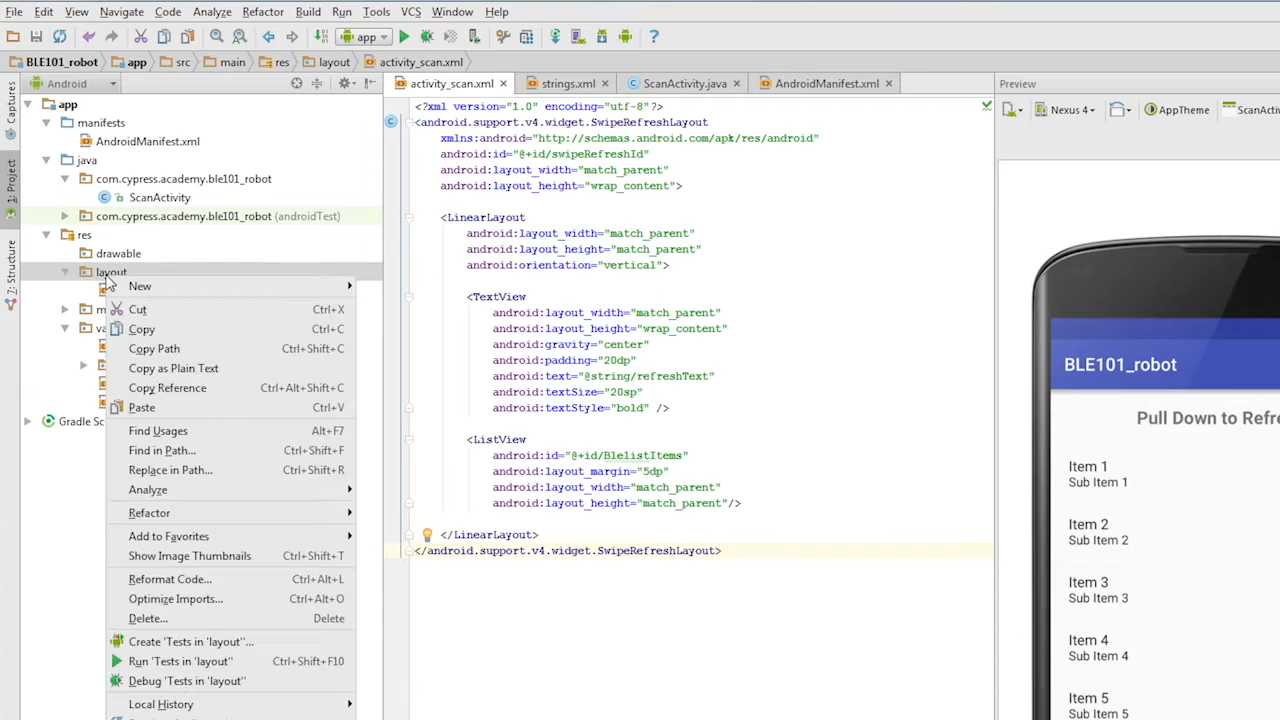 File Edit View Navigate Code Analyze Refactor Build Run Tools VCS Window Help
app
BLE101_robot app src main res layout activity_scan.xml
Captures
1: Project
7: Structure
Android
app
manifests
AndroidManifest.xml
java
com.cypress.academy.ble101_robot
ScanActivity
com.cypress.academy.ble101_robot (androidTest)
res
drawable
layout
Gradle Sc
New
Cut Ctrl+X
Copy Ctrl+C
Copy Path Ctrl+Shift+C
Copy as Plain Text
Copy Reference Ctrl+Alt+Shift+C
Paste Ctrl+V
Find Usages Alt+F7
Find in Path... Ctrl+Shift+F
Replace in Path... Ctrl+Shift+R
Analyze
Refactor
Add to Favorites
Show Image Thumbnails Ctrl+Shift+T
Reformat Code... Ctrl+Alt+L
Optimize Imports... Ctrl+Alt+O
Delete... Delete
Create 'Tests in 'layout''...
Run 'Tests in 'layout'' Ctrl+Shift+F10
Debug 'Tests in 'layout''
Local History
activity_scan.xml strings.xml ScanActivity.java AndroidManifest.xml
<?xml version="1.0" encoding="utf-8"?>
<android.support.v4.widget.SwipeRefreshLayout
xmlns:android="http://schemas.android.com/apk/res/android"
android:id="@+id/swipeRefreshId"
android:layout_width="match_parent"
android:layout_height="wrap_content">
<LinearLayout
android:layout_width="match_parent"
android:layout_height="match_parent"
android:orientation="vertical">
<TextView
android:layout_width="match_parent"
android:layout_height="wrap_content"
android:gravity="center"
android:padding="20dp"
android:text="@string/refreshText"
android:textSize="20sp"
android:textStyle="bold" />
<ListView
android:id="@+id/BlelistItems"
android:layout_margin="5dp"
android:layout_width="match_parent"
android:layout_height="match_parent"/>
</LinearLayout>
</android.support.v4.widget.SwipeRefreshLayout>
Preview
Nexus 4 AppTheme ScanActiv
BLE101_robot
Pull Down to Refre
Item 1
Sub Item 1
Item 2
Sub Item 2
Item 3
Sub Item 3
Item 4
Sub Item 4
Item 5
Sub Item 5